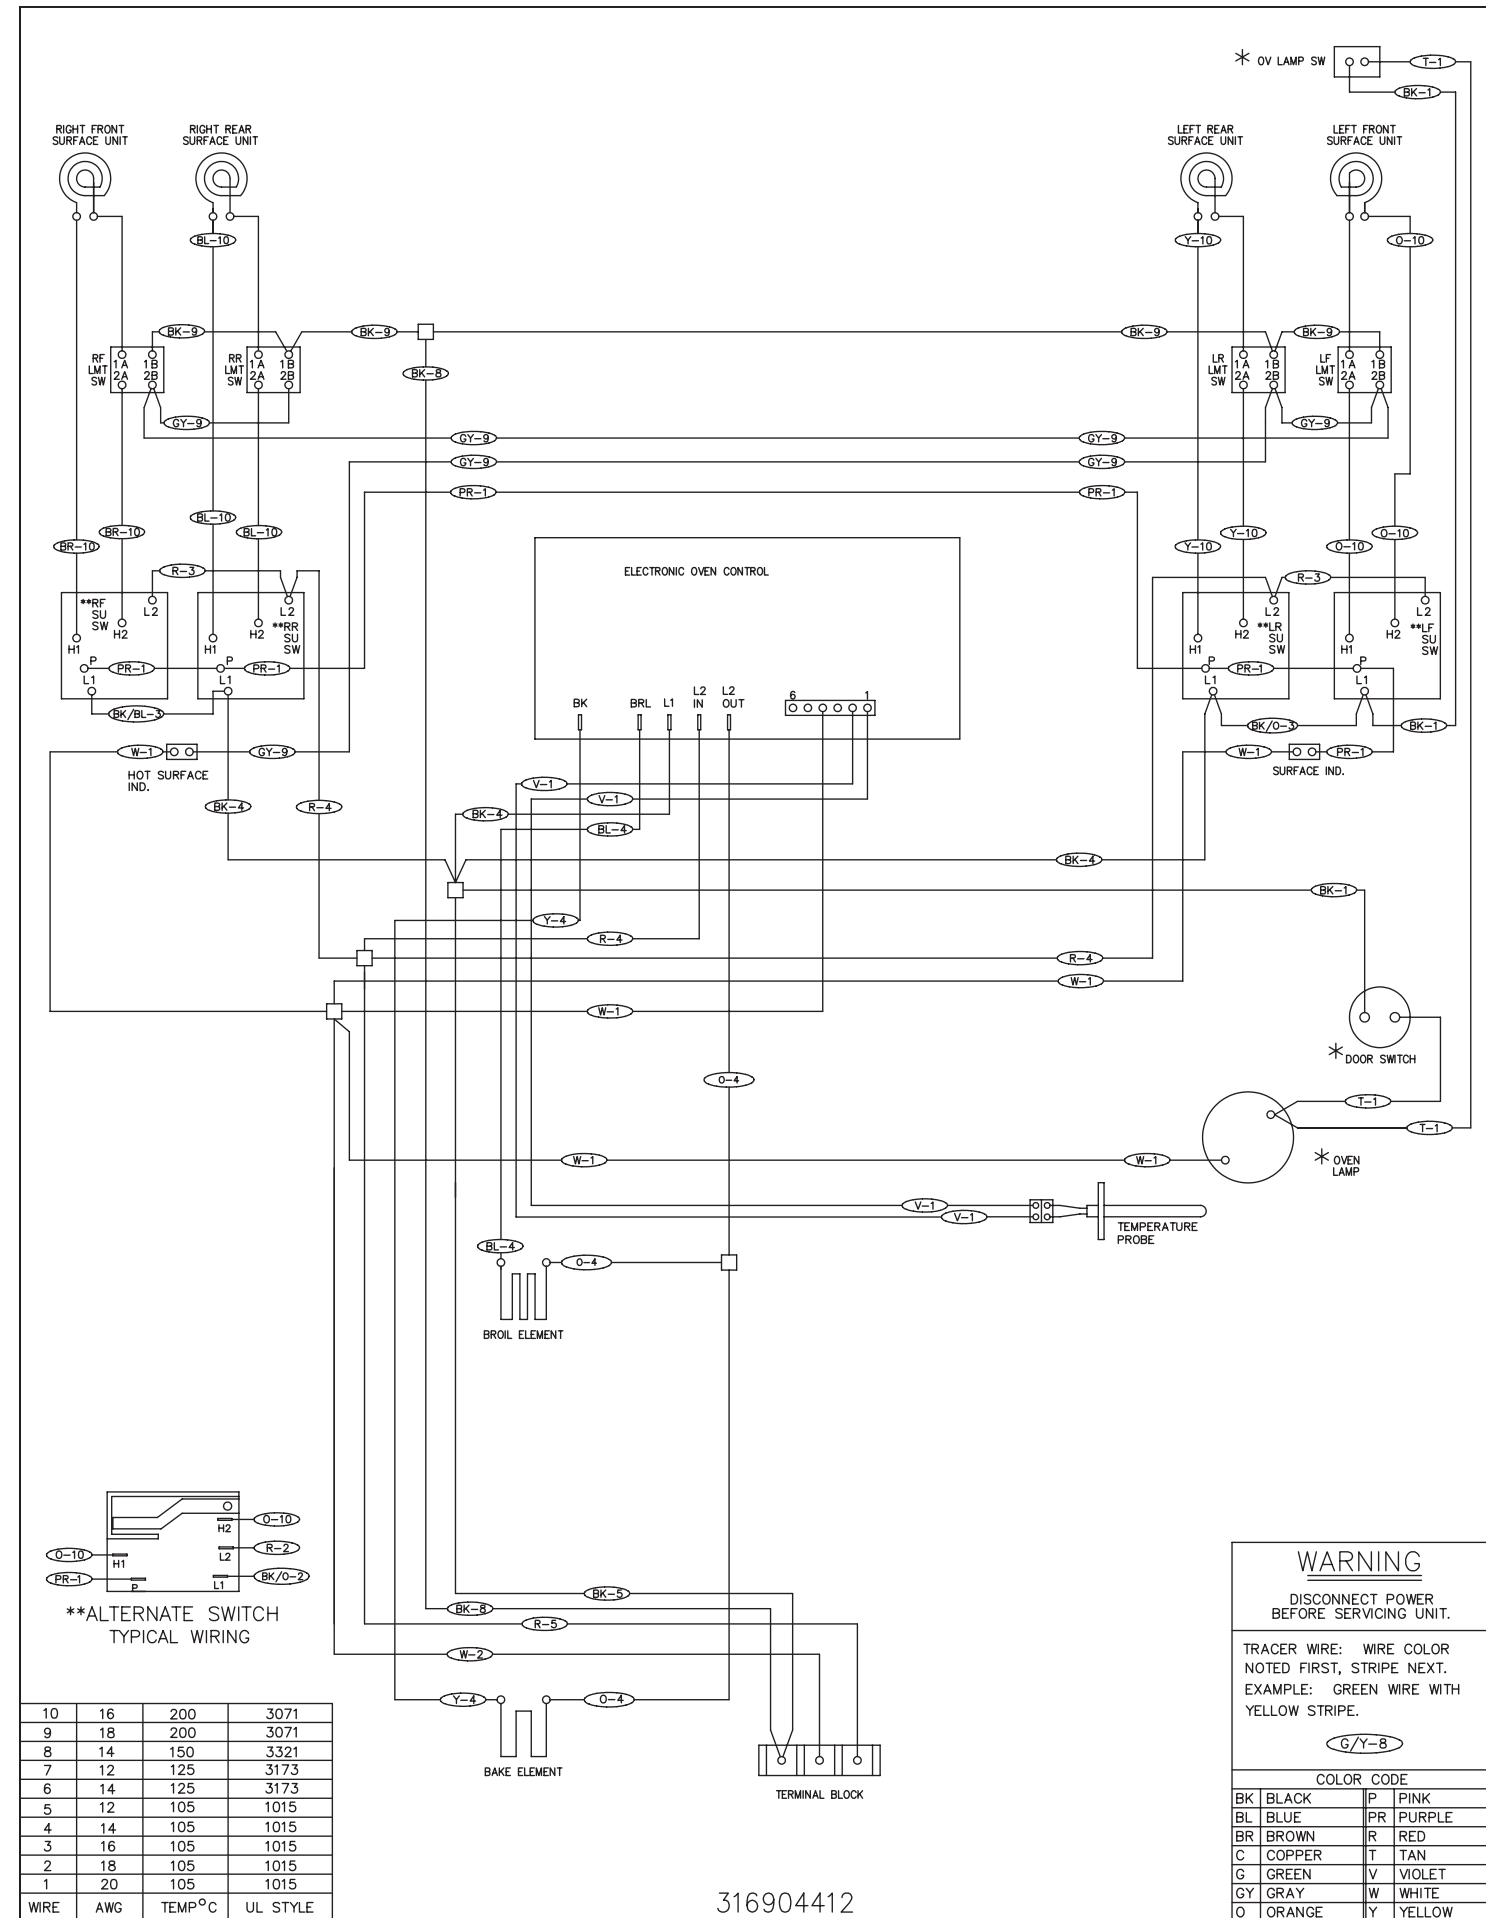 OV LAMP SW
T-1
BK-1
RIGHT FRONT
SURFACE UNIT
RIGHT REAR
SURFACE UNIT
LEFT REAR
SURFACE UNIT
LEFT FRONT
SURFACE UNIT
BL-10
Y-10
O-10
BK-9
BK-9
BK-9
BK-9
RF
LMT
SW
1A 1B
2A 2B
RR
LMT
SW
1A 1B
2A 2B
BK-8
LR
LMT
SW
1A 1B
2A 2B
LF
LMT
SW
1A 1B
2A 2B
GY-9
GY-9
GY-9
GY-9
GY-9
GY-9
PR-1
PR-1
BR-10
BR-10
BL-10
BL-10
Y-10
Y-10
O-10
O-10
R-3
R-3
ELECTRONIC OVEN CONTROL
**RF
SU
SW
L2
H1
H2
P
L1
PR-1
L2
**RR
SU
SW
H1
H2
P
L1
PR-1
L2
**LR
SU
SW
H1
H2
P
L1
PR-1
L2
**LF
SU
SW
H1
H2
P
L1
BK/BL-3
BK/O-3
BK-1
BK
BRL
L1
L2
IN
L2
OUT
6
1
W-1
GY-9
HOT SURFACE
IND.
W-1
PR-1
SURFACE IND.
BK-4
R-4
V-1
V-1
BK-4
BL-4
BK-4
BK-1
Y-4
R-4
R-4
W-1
W-1
DOOR SWITCH
O-4
T-1
T-1
W-1
W-1
OVEN
LAMP
V-1
V-1
TEMPERATURE
PROBE
BL-4
O-4
BROIL ELEMENT
O-10
H2
O-10
H1
L2
R-2
PR-1
P
L1
BK/O-2
**ALTERNATE SWITCH
TYPICAL WIRING
BK-5
BK-8
R-5
W-2
Y-4
O-4
BAKE ELEMENT
TERMINAL BLOCK
10 16 200 3071
9 18 200 3071
8 14 150 3321
7 12 125 3173
6 14 125 3173
5 12 105 1015
4 14 105 1015
3 16 105 1015
2 18 105 1015
1 20 105 1015
WIRE AWG TEMP°C UL STYLE
316904412
WARNING
DISCONNECT POWER
BEFORE SERVICING UNIT.
TRACER WIRE: WIRE COLOR
NOTED FIRST, STRIPE NEXT.
EXAMPLE: GREEN WIRE WITH
YELLOW STRIPE.
G/Y-8
COLOR CODE
BK BLACK P PINK
BL BLUE PR PURPLE
BR BROWN R RED
C COPPER T TAN
G GREEN V VIOLET
GY GRAY W WHITE
O ORANGE Y YELLOW